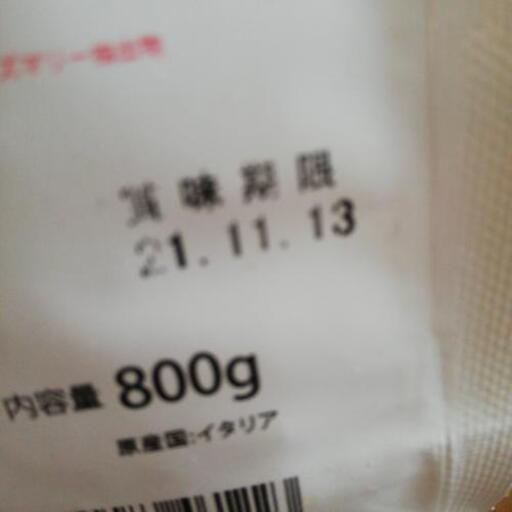 賞味期限
21.11.13
内容量 800g
原産国:イタリア